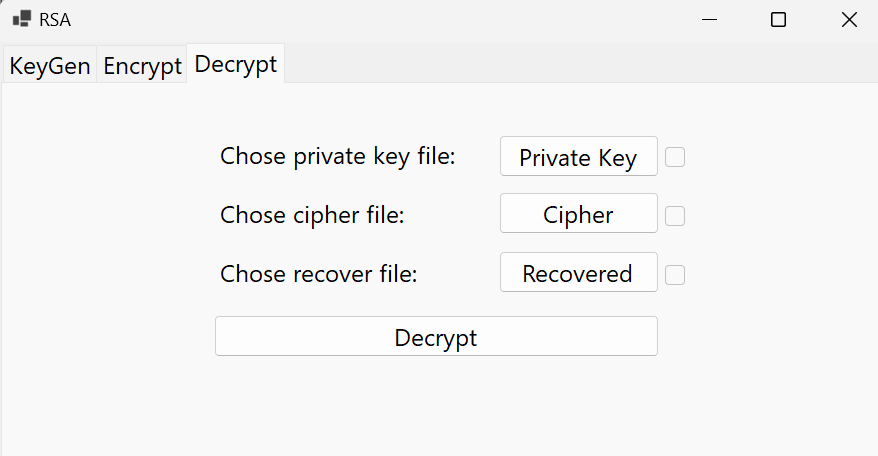 RSA
KeyGen Encrypt Decrypt
Chose private key file: Private Key
Chose cipher file: Cipher
Chose recover file: Recovered
Decrypt